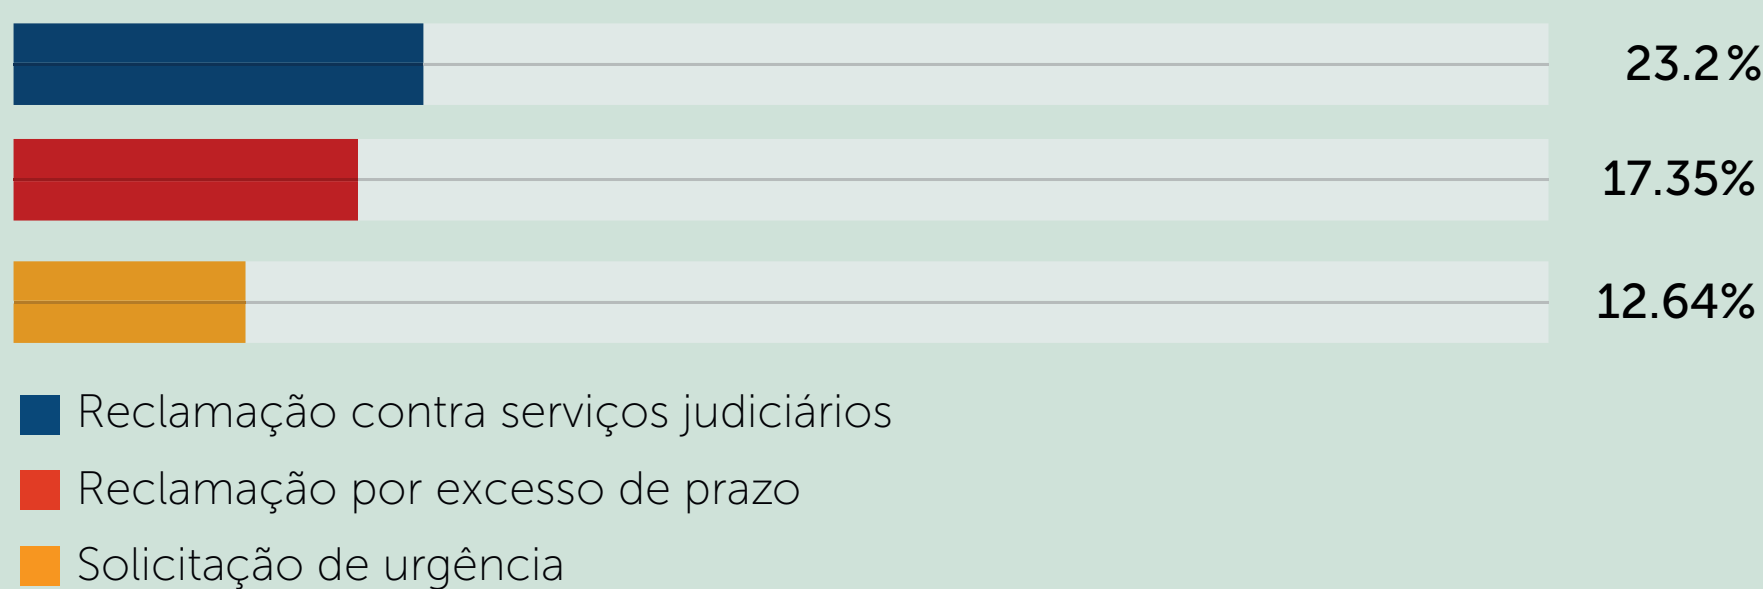 23.2%
17.35%
12.64%
Reclamação contra serviços judiciários
Reclamação por excesso de prazo
Solicitação de urgência